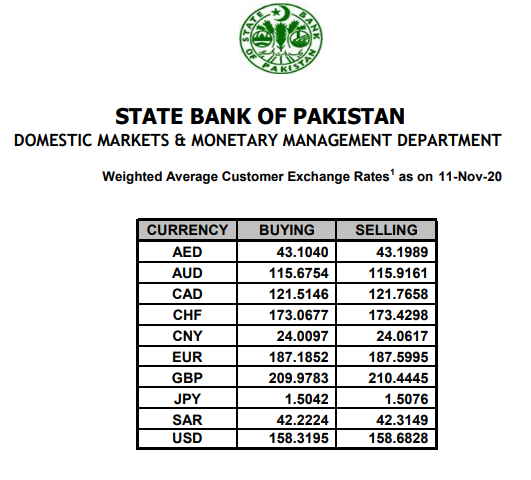 STATE BANK OF PAKISTAN
STATE BANK OF PAKISTAN
DOMESTIC MARKETS & MONETARY MANAGEMENT DEPARTMENT
Weighted Average Customer Exchange Rates1 as on 11-Nov-20
CURRENCY BUYING SELLING
AED 43.1040 43.1989
AUD 115.6754 115.9161
CAD 121.5146 121.7658
CHF 173.0677 173.4298
CNY 24.0097 24.0617
EUR 187.1852 187.5995
GBP 209.9783 210.4445
JPY 1.5042 1.5076
SAR 42.2224 42.3149
USD 158.3195 158.6828